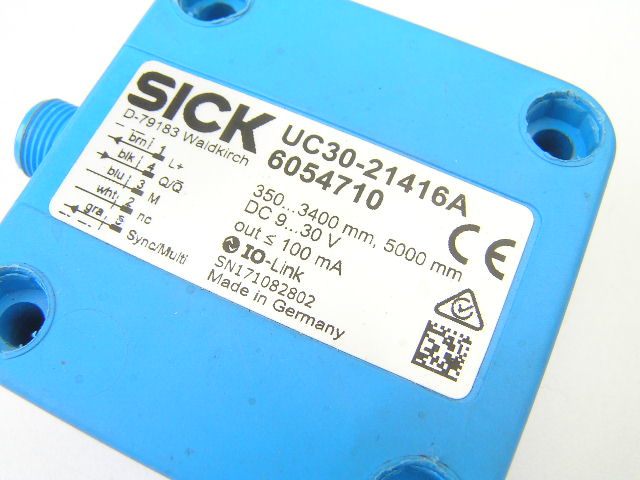 SICK
D-79183 Waldkirch
UC30-21416A
6054710
brn 1 L+
blk 4 Q/Q̅
blu 3 M
wht 2 nc
gra 5 Sync/Multi
350...3400 mm, 5000 mm
DC 9...30 V
out ≤ 100 mA
IO-Link
SN171082802
Made in Germany
CE